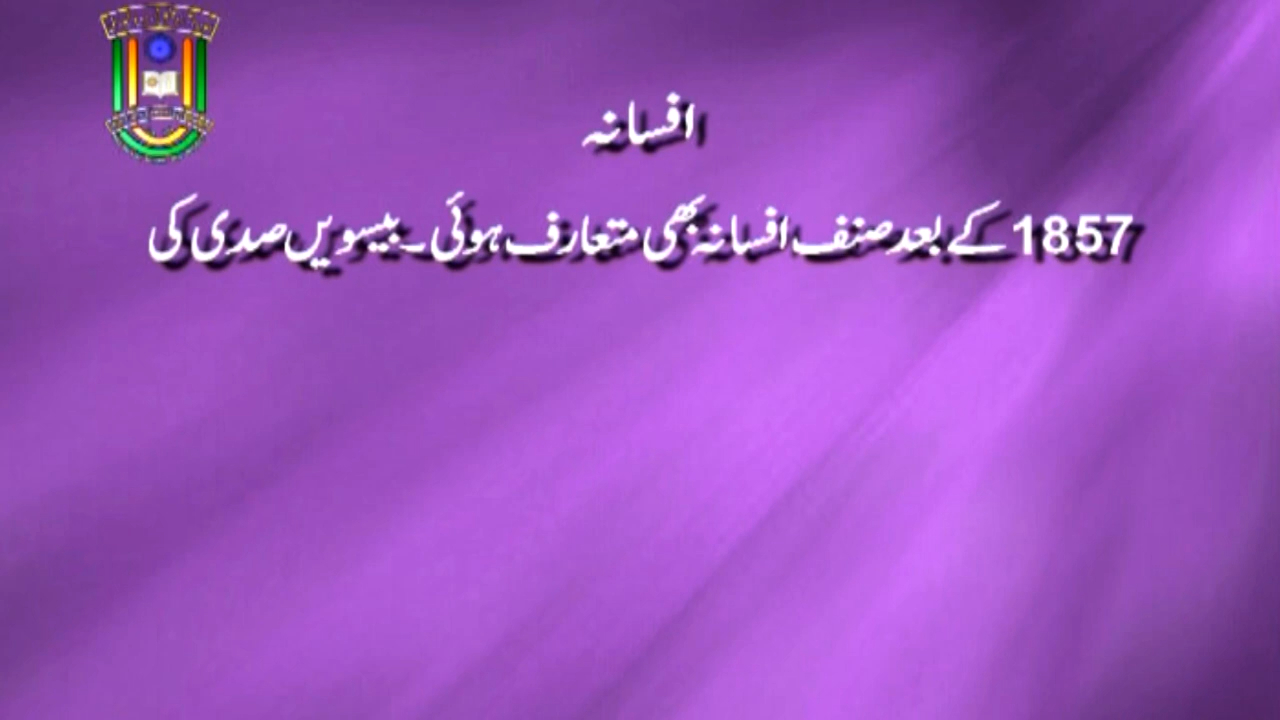 افسانہ
1857 کے بعد صنف افسانہ بھی متعارف ہوئی۔ بیسویں صدی کی